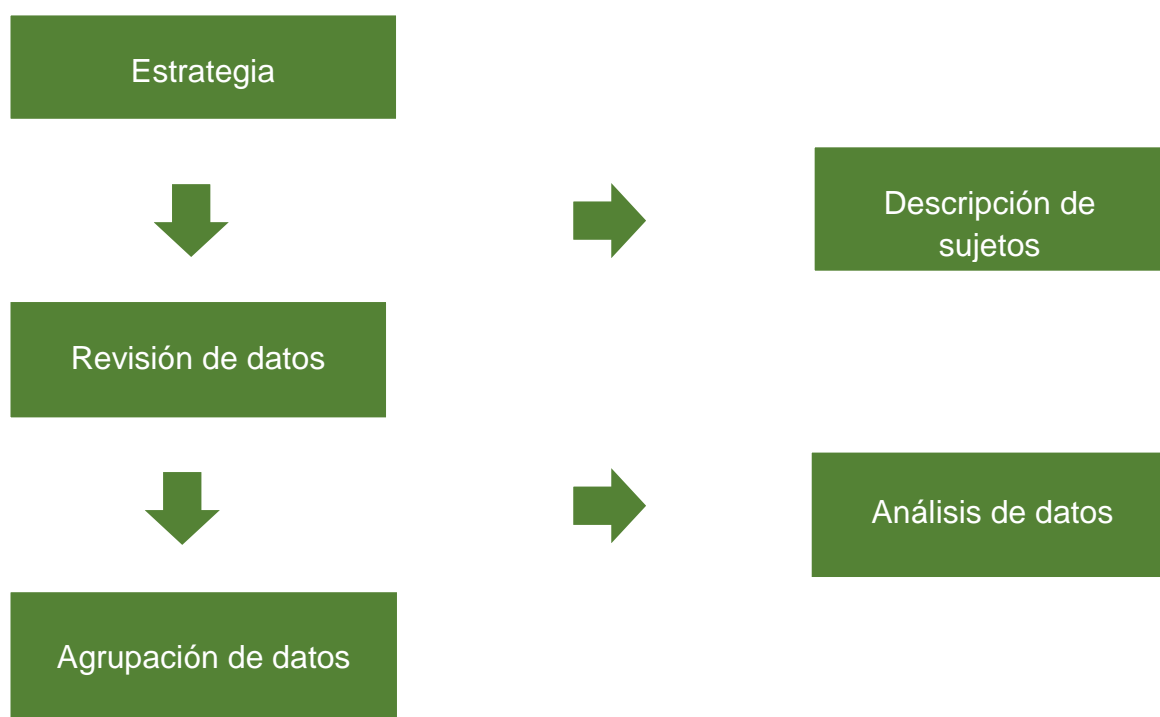 Estrategia
Descripción de
sujetos
Revisión de datos
Análisis de datos
Agrupación de datos